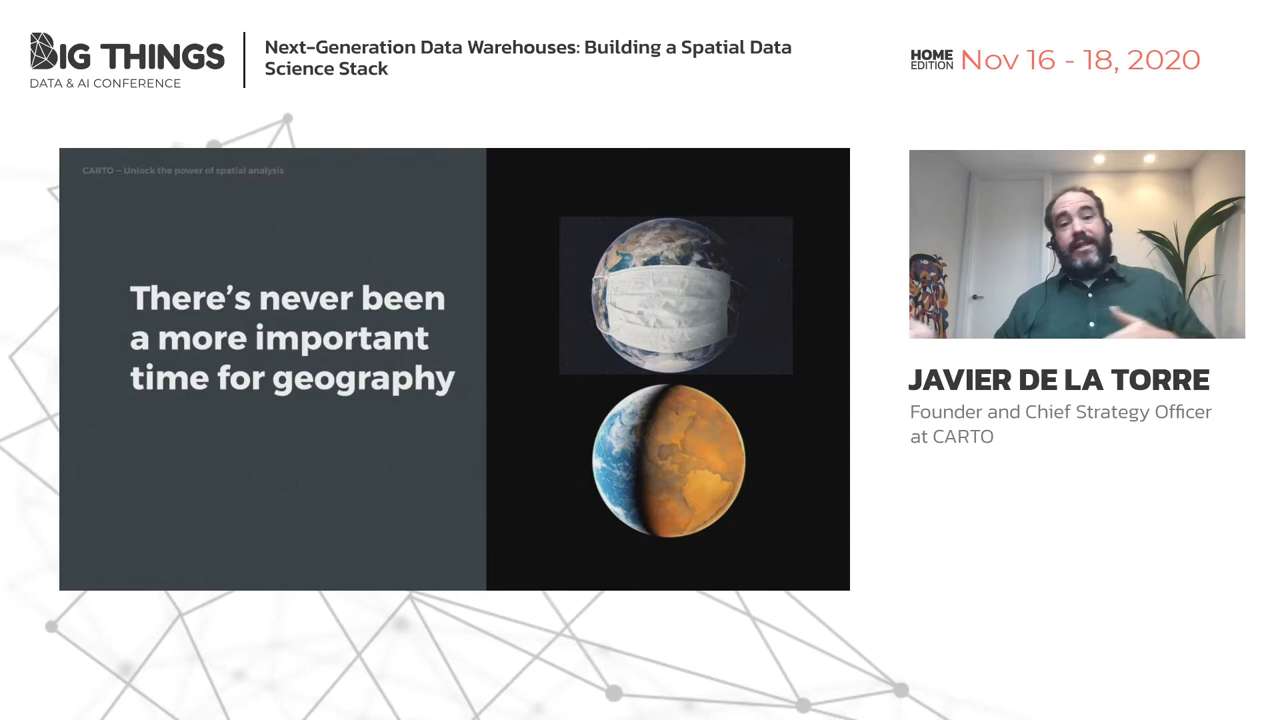 BIG THINGS
DATA & AI CONFERENCE
Next-Generation Data Warehouses: Building a Spatial Data
Science Stack
HOME
EDITION
Nov 16 - 18, 2020
CARTO – Unlock the power of spatial analysis
There's never been
a more important
time for geography
JAVIER DE LA TORRE
Founder and Chief Strategy Officer
at CARTO